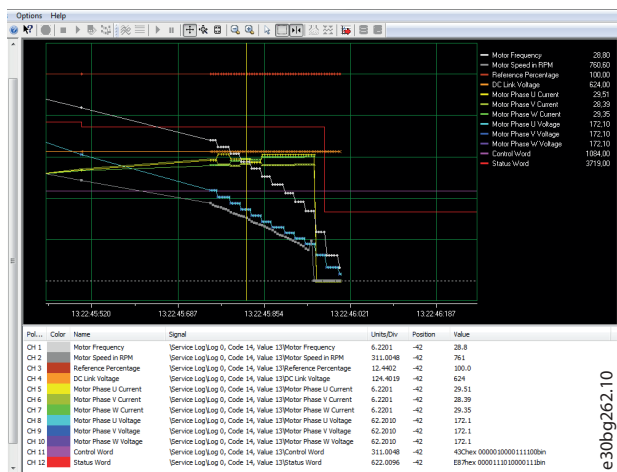 Options Help
Motor Frequency 28,80
Motor Speed in RPM 760,60
Reference Percentage 100,00
DC Link Voltage 624,00
Motor Phase U Current 29,51
Motor Phase V Current 28,39
Motor Phase W Current 29,35
Motor Phase U Voltage 172,10
Motor Phase V Voltage 172,10
Motor Phase W Voltage 172,10
Control Word 1084,00
Status Word 3719,00
13.22.45:520 13.22.45:687 13.22.45:854 13.22.46:021 13.22.46:187
Pol... Color Name Signal Units/Div Position Value
CH 1 Motor Frequency \Service Log\Log 0, Code 14, Value 13\Motor Frequency 6.2201 -42 28.8
CH 2 Motor Speed in RPM \Service Log\Log 0, Code 14, Value 13\Motor Speed in RPM 311.0048 -42 761
CH 3 Reference Percentage \Service Log\Log 0, Code 14, Value 13\Reference Percentage 12.4402 -42 100.0
CH 4 DC Link Voltage \Service Log\Log 0, Code 14, Value 13\DC Link Voltage 124.4019 -42 624
CH 5 Motor Phase U Current \Service Log\Log 0, Code 14, Value 13\Motor Phase U Current 6.2201 -42 29.51
CH 6 Motor Phase V Current \Service Log\Log 0, Code 14, Value 13\Motor Phase V Current 6.2201 -42 28.39
CH 7 Motor Phase W Current \Service Log\Log 0, Code 14, Value 13\Motor Phase W Current 6.2201 -42 29.35
CH 8 Motor Phase U Voltage \Service Log\Log 0, Code 14, Value 13\Motor Phase U Voltage 62.2010 -42 172.1
CH 9 Motor Phase V Voltage \Service Log\Log 0, Code 14, Value 13\Motor Phase V Voltage 62.2010 -42 172.1
CH 10 Motor Phase W Voltage \Service Log\Log 0, Code 14, Value 13\Motor Phase W Voltage 62.2010 -42 172.1
CH 11 Control Word \Service Log\Log 0, Code 14, Value 13\Control Word 311.0048 -42 43Chex 0000010000111100bin
CH 12 Status Word \Service Log\Log 0, Code 14, Value 13\Status Word 622.0096 -42 E87hex 0000111010000111bin
e30bg262.10